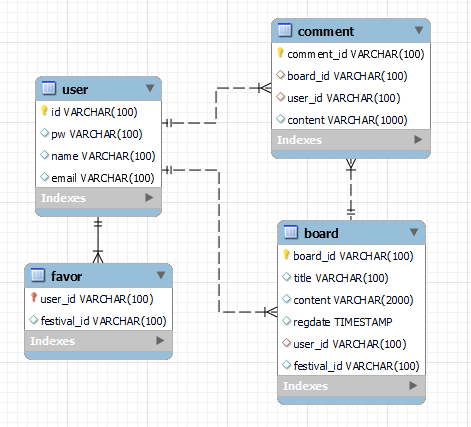 comment
comment_id VARCHAR(100)
board_id VARCHAR(100)
user_id VARCHAR(100)
content VARCHAR(1000)
Indexes
user
id VARCHAR(100)
pw VARCHAR(100)
name VARCHAR(100)
email VARCHAR(100)
Indexes
board
board_id VARCHAR(100)
title VARCHAR(100)
content VARCHAR(2000)
regdate TIMESTAMP
user_id VARCHAR(100)
festival_id VARCHAR(100)
Indexes
favor
user_id VARCHAR(100)
festival_id VARCHAR(100)
Indexes